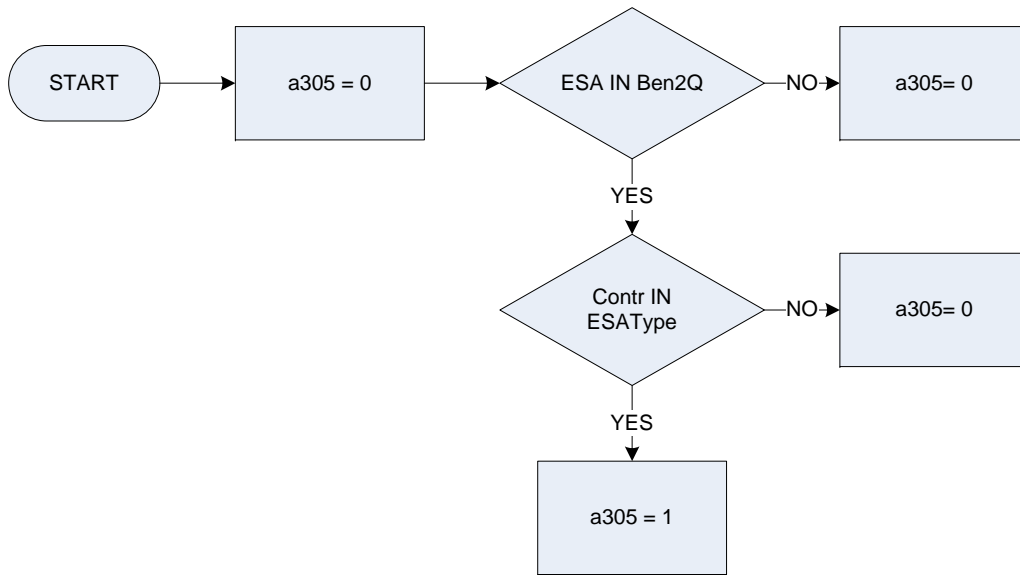 START
a305 = 0
ESA IN Ben2Q
NO
a305= 0
YES
Contr IN
ESAType
NO
a305= 0
YES
a305 = 1